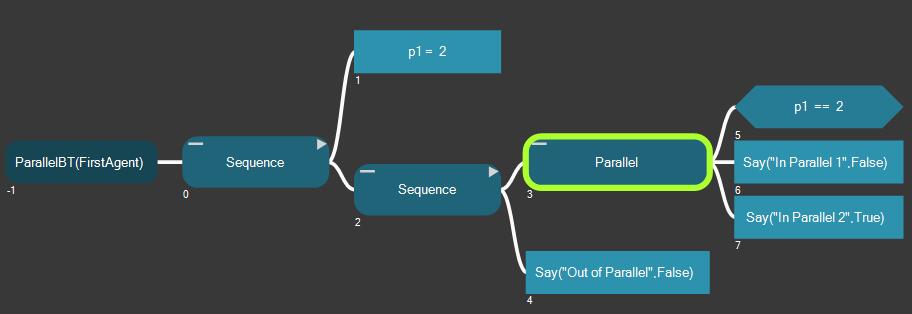 p1 = 2
1
ParallelBT(FirstAgent)
-1
Sequence
0
Sequence
2
Parallel
3
p1 == 2
5
Say("In Parallel 1",False)
6
Say("In Parallel 2",True)
7
Say("Out of Parallel",False)
4